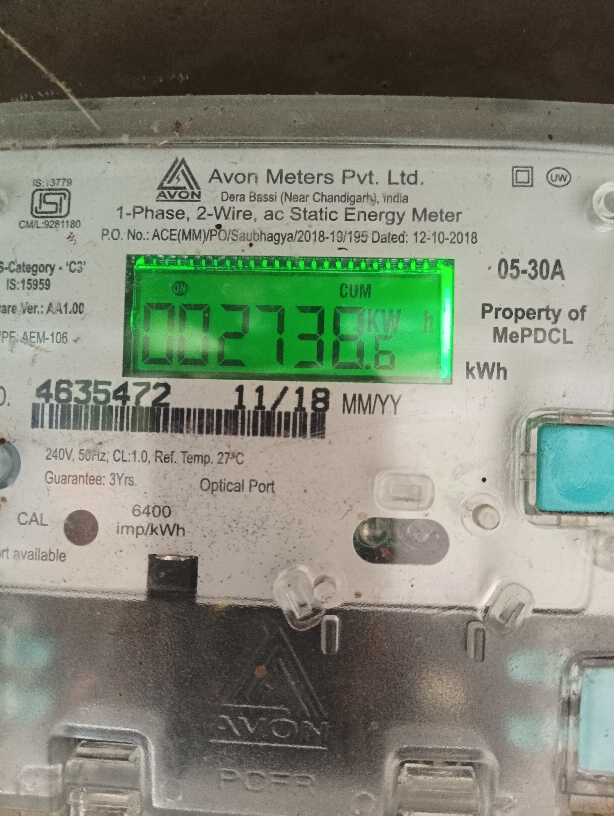 Avon Meters Pvt. Ltd.
AVON
Dera Bassi (Near Chandigarh), India
UW
IS:13779
ISI
CM/L:9281180
1-Phase, 2-Wire, ac Static Energy Meter
P.O. No.: ACE(MM)/PO/Saubhagya/2018-19/195 Dated: 12-10-2018
S-Category - 'C3'
IS:15959
Ver.: AA1.00
AEM-106
ON
CUM
002738.6
KW h
05-30A
Property of
MePDCL
kWh
4635472 11/18 MM/YY
240V, 50Hz; CL:1.0, Ref. Temp. 27°C
Guarantee: 3Yrs.
Optical Port
CAL
6400
imp/kWh
available
AVON